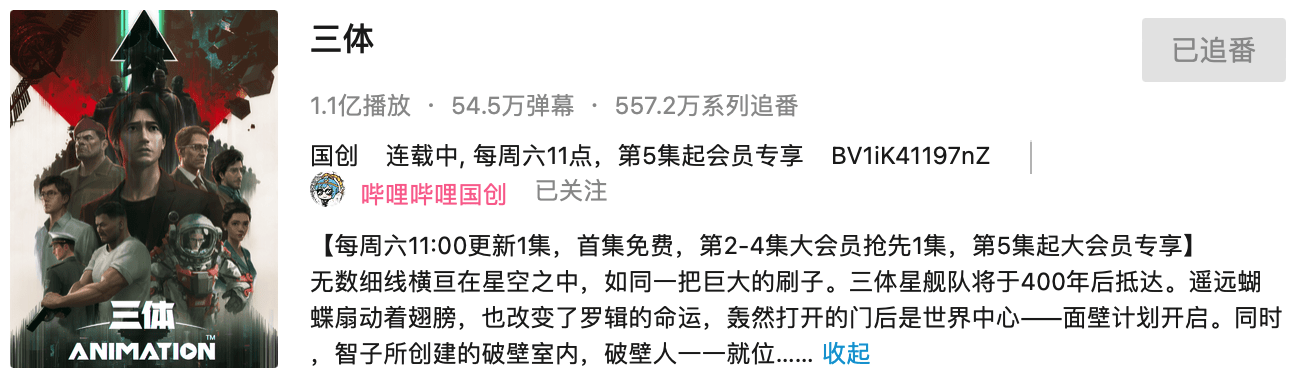 三体
已追番
1.1亿播放 · 54.5万弹幕 · 557.2万系列追番
国创 连载中, 每周六11点，第5集起会员专享 BV1iK41197nZ
哔哩哔哩国创 已关注
【每周六11:00更新1集，首集免费，第2-4集大会员抢先1集，第5集起大会员专享】
无数细线横亘在星空之中，如同一把巨大的刷子。三体星舰队将于400年后抵达。遥远蝴
蝶扇动着翅膀，也改变了罗辑的命运，轰然打开的门后是世界中心——面壁计划开启。同时
，智子所创建的破壁室内，破壁人一一就位…… 收起
三体
ANIMATION™